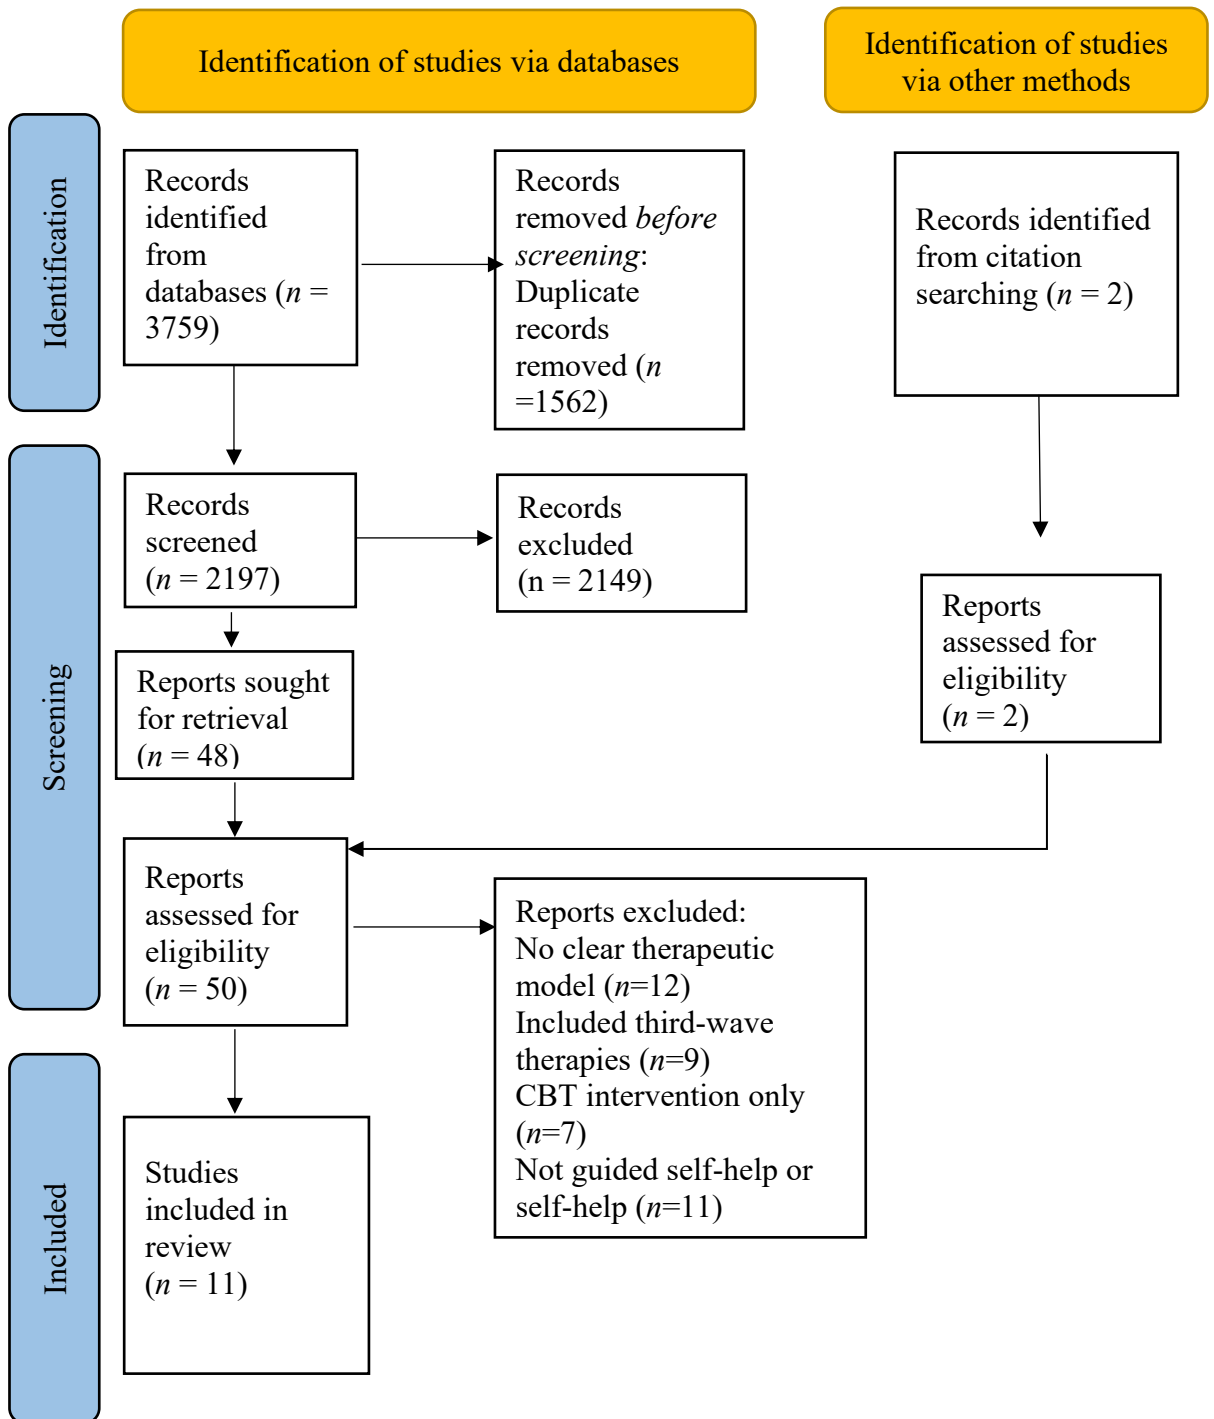 Identification of studies via databases
Identification of studies
via other methods
Identification
Records
identified
from
databases (n =
3759)
Records
removed before
screening:
Duplicate
records
removed (n
=1562)
Records identified
from citation
searching (n = 2)
Screening
Records
screened
(n = 2197)
Records
excluded
(n = 2149)
Reports sought
for retrieval
(n = 48)
Reports
assessed for
eligibility
(n = 2)
Reports
assessed for
eligibility
(n = 50)
Reports excluded:
No clear therapeutic
model (n=12)
Included third-wave
therapies (n=9)
CBT intervention only
(n=7)
Not guided self-help or
self-help (n=11)
Included
Studies
included in
review
(n = 11)